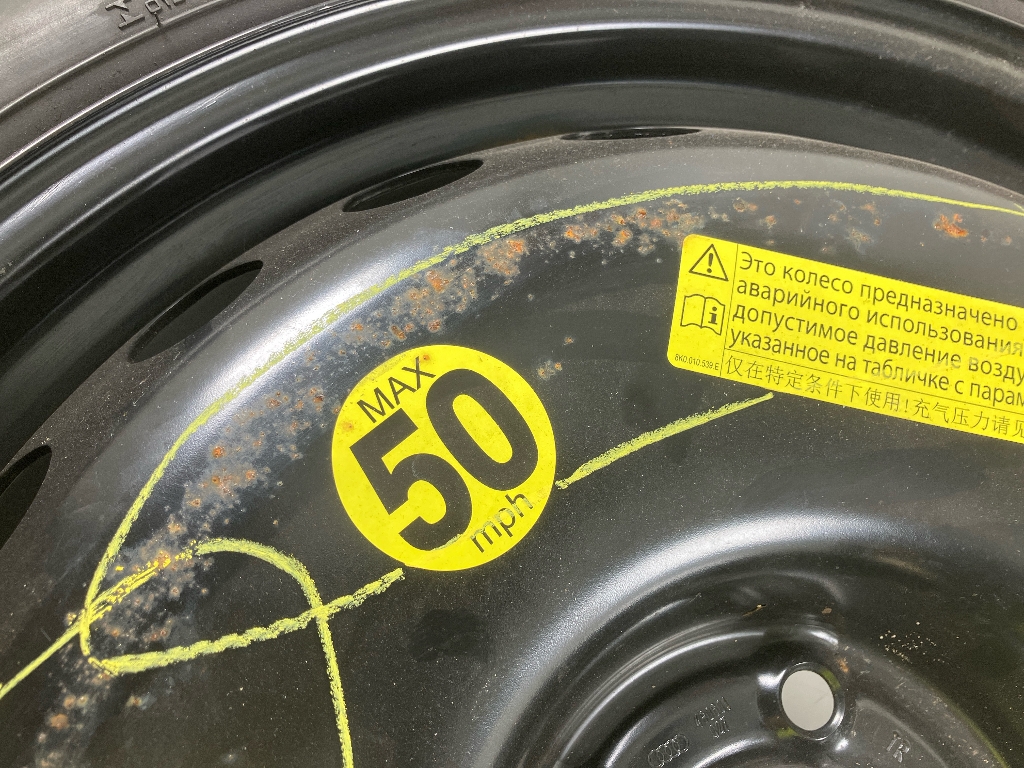 MAX
50
mph
Это колесо предназначено
аварийного использования
допустимое давление возду
указанное на табличке с парам
8K0.010.539.E
仅在特定条件下使用!充气压力请见